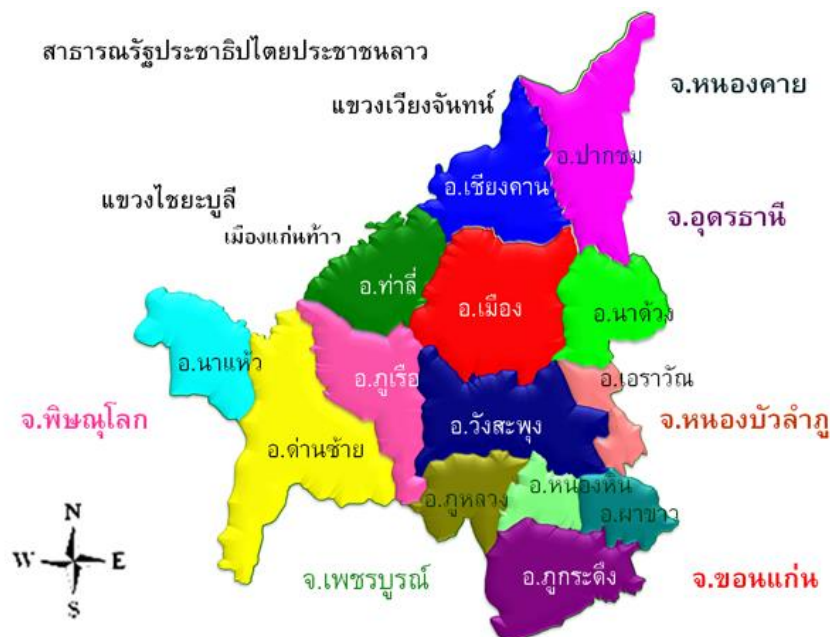 สาธารณรัฐประชาธิปไตยประชาชนลาว
แขวงเวียงจันทน์
จ.หนองคาย
อ.ปากชม
อ.เชียงคาน
แขวงไชยะบูลี
จ.อุดรธานี
เมืองแก่นท้าว
อ.ท่าลี่
อ.เมือง
อ.นาด้วง
อ.นาแห้ว
อ.ภูเรือ
อ.เอราวัณ
จ.พิษณุโลก
อ.วังสะพุง
จ.หนองบัวลำภู
อ.ด่านซ้าย
อ.ภูหลวง
อ.หนองหิน
อ.ผาขาว
N
W
E
S
จ.เพชรบูรณ์
อ.ภูกระดึง
จ.ขอนแก่น